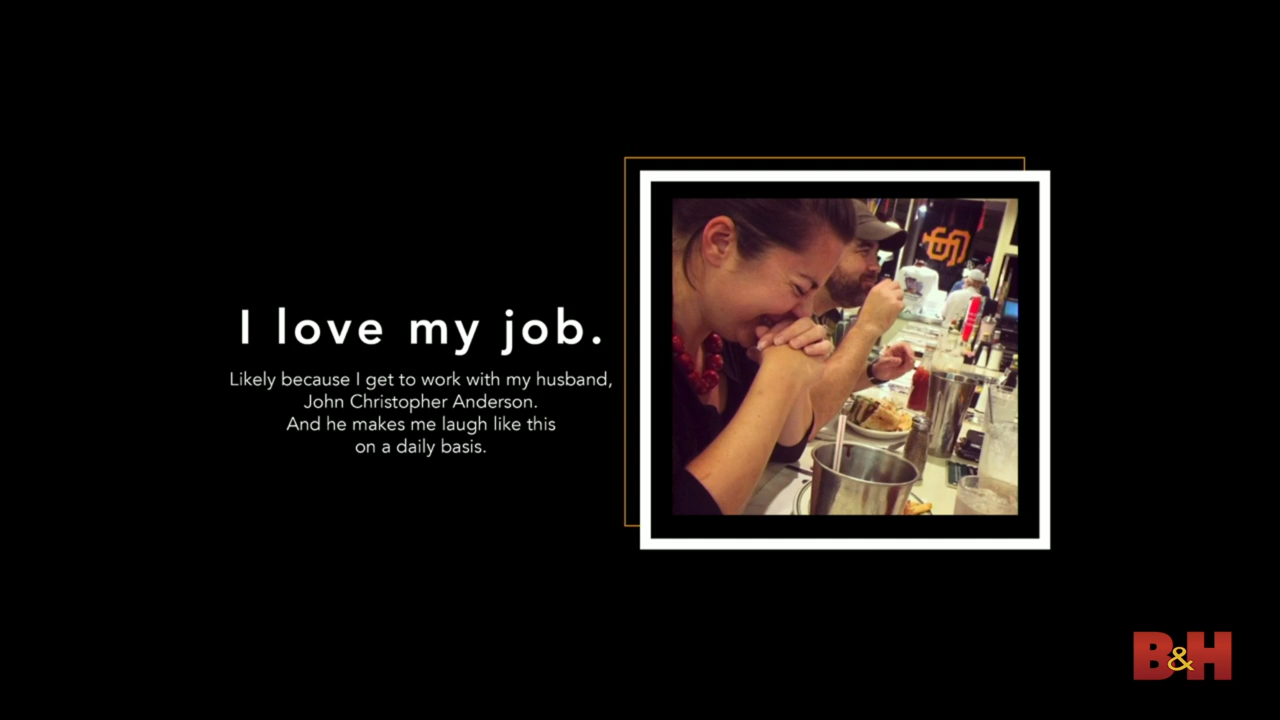 I love my job.
Likely because I get to work with my husband,
John Christopher Anderson.
And he makes me laugh like this
on a daily basis.
SF
B&H